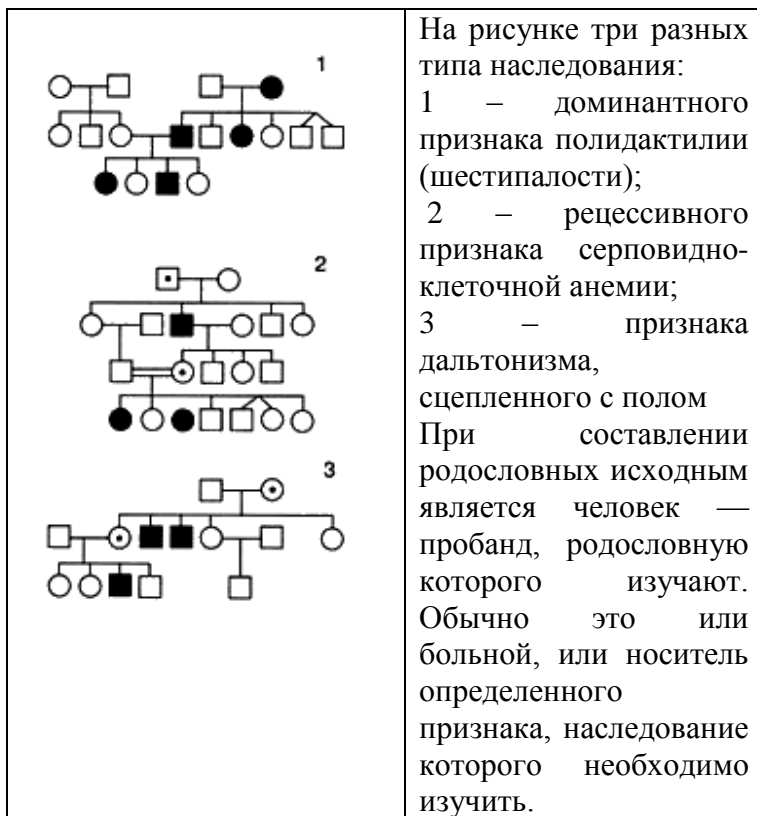 1
2
3
На рисунке три разных
типа наследования:
1 – доминантного
признака полидактилии
(шестипалости);
2 – рецессивного
признака серповидно-
клеточной анемии;
3 – признака
дальтонизма,
сцепленного с полом
При составлении
родословных исходным
является человек —
пробанд, родословную
которого изучают.
Обычно это или
больной, или носитель
определенного
признака, наследование
которого необходимо
изучить.